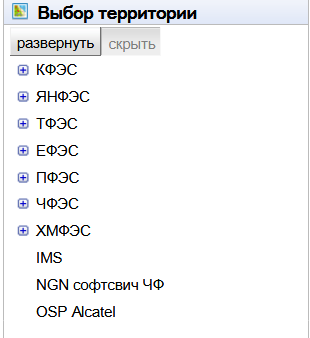 Выбор территории
развернуть скрыть
КФЭС
ЯНФЭС
ТФЭС
ЕФЭС
ПФЭС
ЧФЭС
ХМФЭС
IMS
NGN софтсвич ЧФ
OSP Alcatel